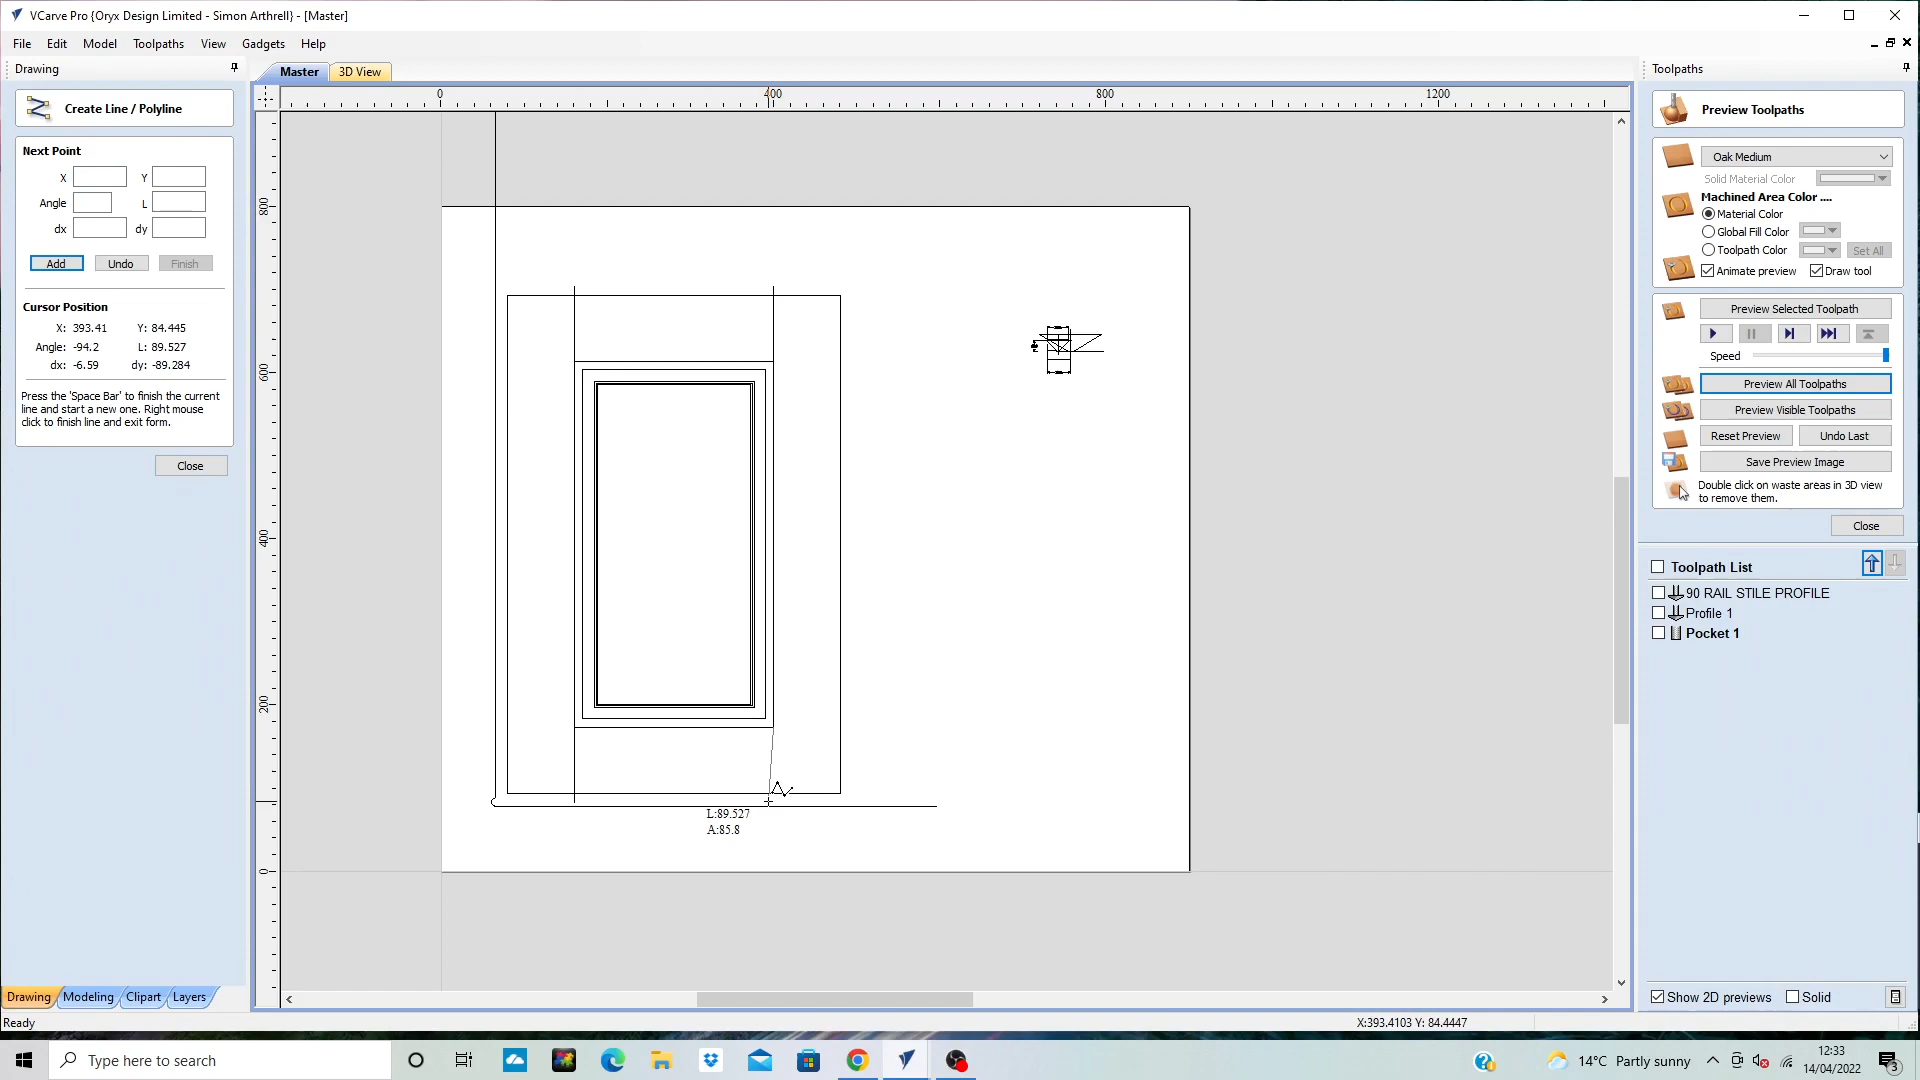 VCarve Pro {Oryx Design Limited - Simon Arthrell} - [Master]
File Edit Model Toolpaths View Gadgets Help
Drawing
Create Line / Polyline
Next Point
X Y
Angle L
dx dy
Add Undo Finish
Cursor Position
X: 393.41 Y: 84.445
Angle: -94.2 L: 89.527
dx: -6.59 dy: -89.284
Press the 'Space Bar' to finish the current
line and start a new one. Right mouse
click to finish line and exit form.
Close
Drawing Modeling Clipart Layers
Ready
Master 3D View
0 400 800 1200
800
600
400
200
0
L:89.527
A:85.8
X:393.4103 Y: 84.4447
Toolpaths
Preview Toolpaths
Oak Medium
Solid Material Color
Machined Area Color ....
Material Color
Global Fill Color
Toolpath Color Set All
Animate preview Draw tool
Preview Selected Toolpath
Speed
Preview All Toolpaths
Preview Visible Toolpaths
Reset Preview Undo Last
Save Preview Image
Double click on waste areas in 3D view
to remove them.
Close
Toolpath List
90 RAIL STILE PROFILE
Profile 1
Pocket 1
Show 2D previews Solid
Type here to search
14°C Partly sunny
12:33
14/04/2022
3